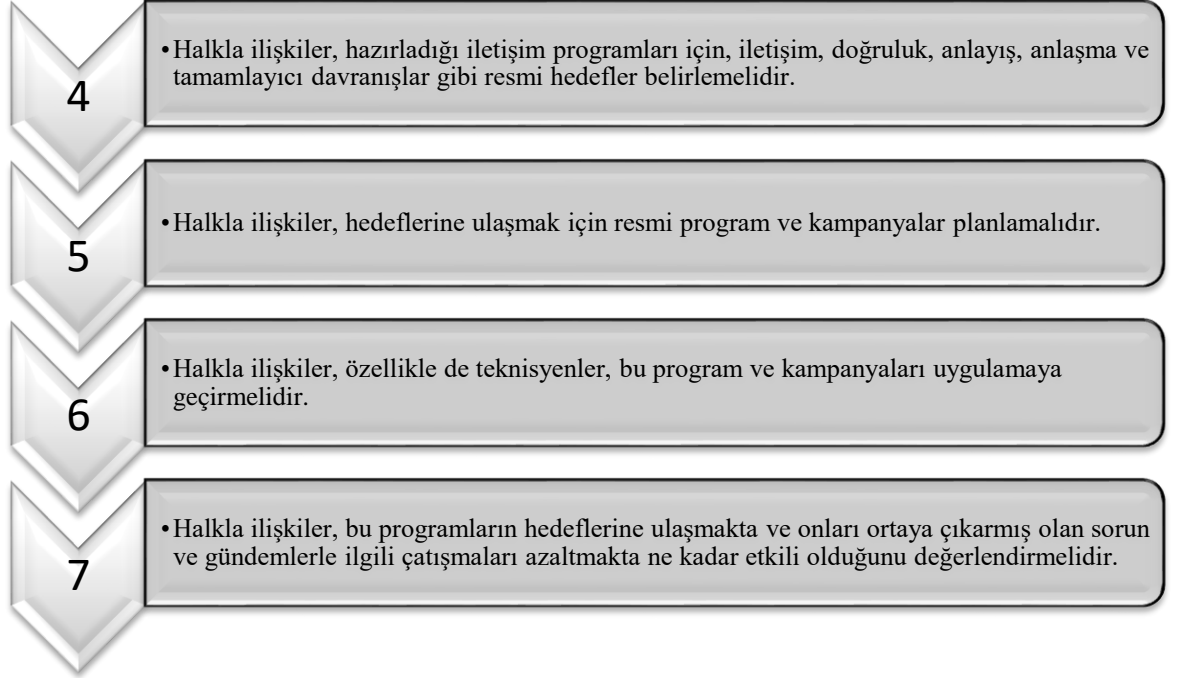 4
•Halkla ilişkiler, hazırladığı iletişim programları için, iletişim, doğruluk, anlayış, anlaşma ve
tamamlayıcı davranışlar gibi resmi hedefler belirlemelidir.
5
•Halkla ilişkiler, hedeflerine ulaşmak için resmi program ve kampanyalar planlamalıdır.
6
•Halkla ilişkiler, özellikle de teknisyenler, bu program ve kampanyaları uygulamaya
geçirmelidir.
7
•Halkla ilişkiler, bu programların hedeflerine ulaşmakta ve onları ortaya çıkarmış olan sorun
ve gündemlerle ilgili çatışmaları azaltmakta ne kadar etkili olduğunu değerlendirmelidir.